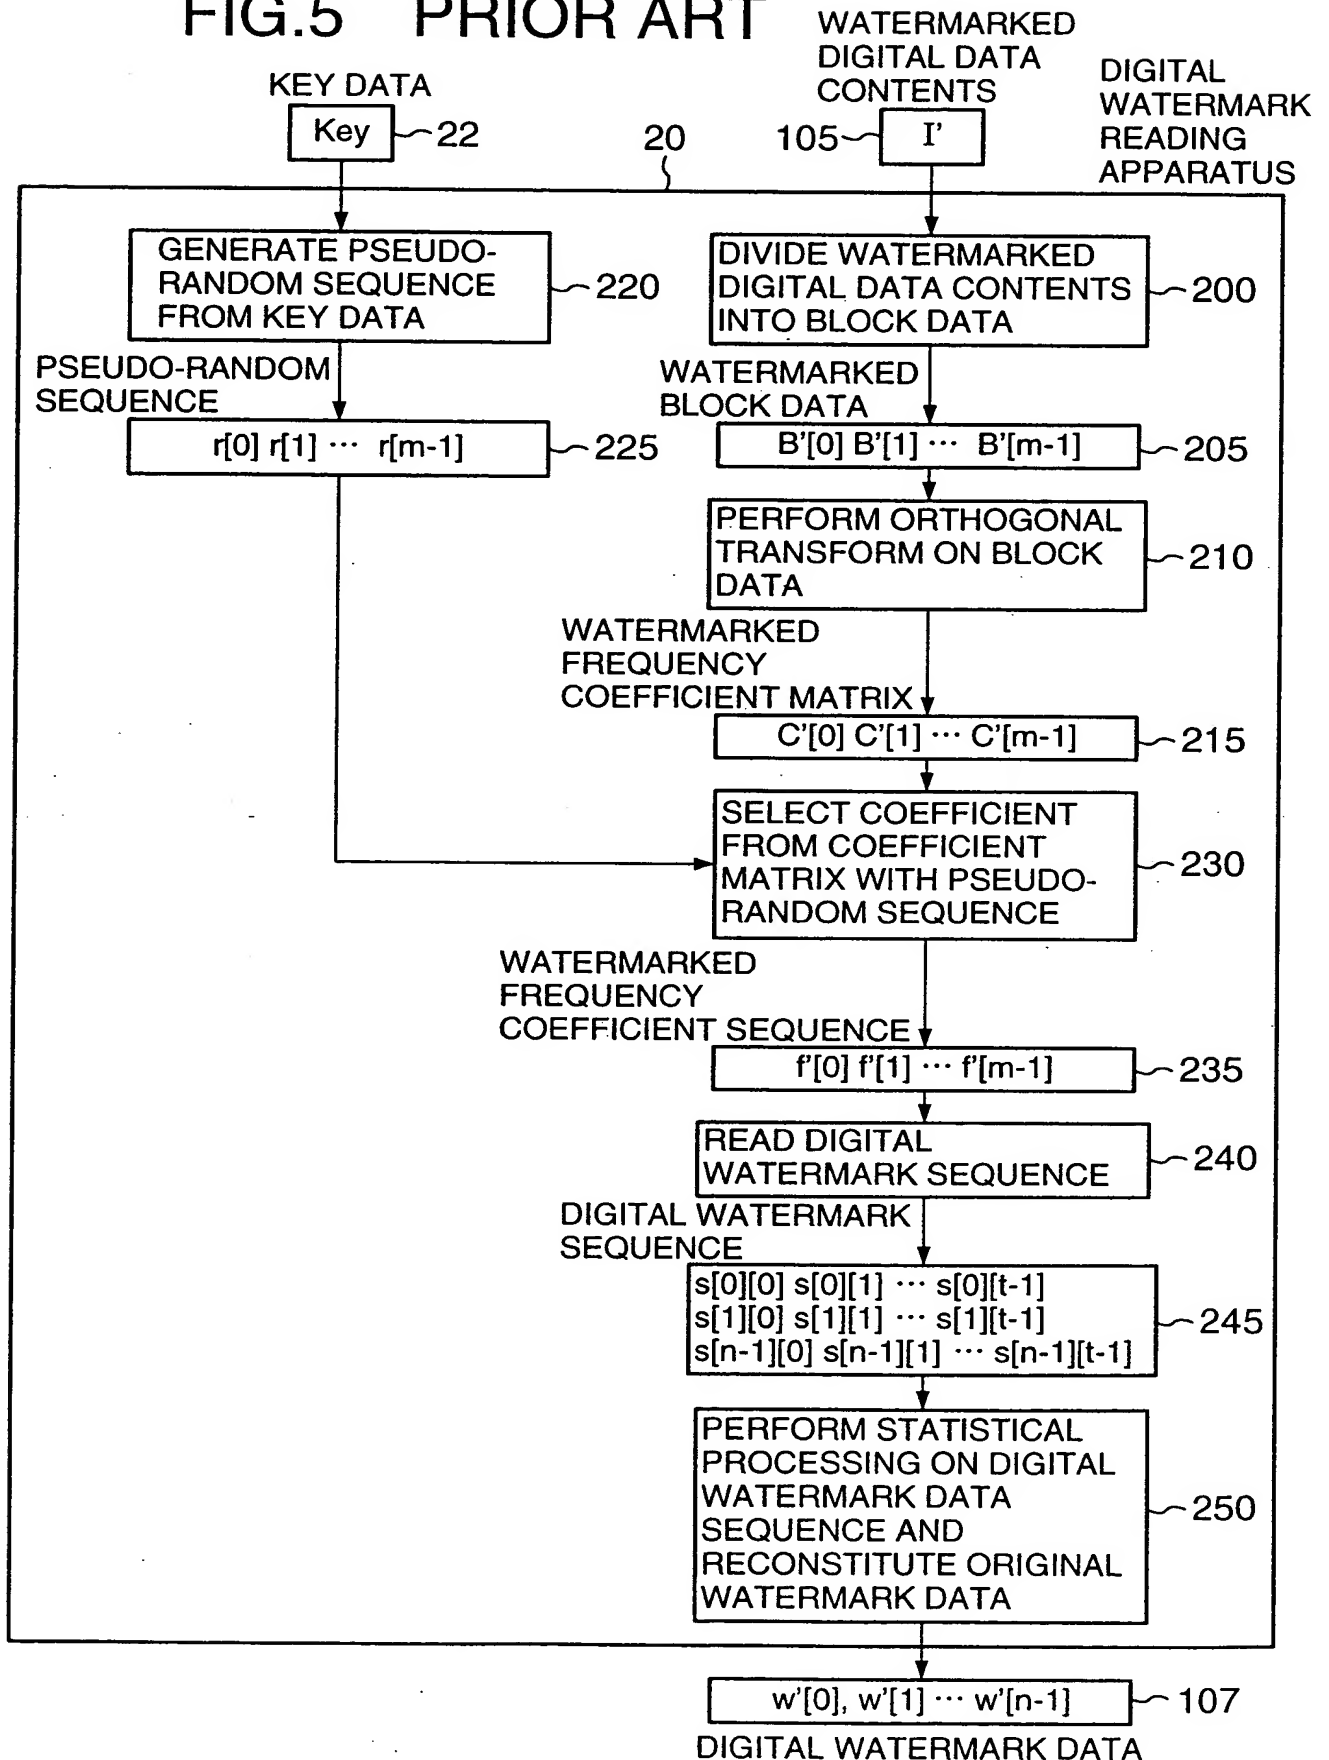 FIG.5 PRIOR ART
WATERMARKED
DIGITAL DATA
CONTENTS
DIGITAL
WATERMARK
READING
APPARATUS
KEY DATA
Key
22
20
105
I'
GENERATE PSEUDO-
RANDOM SEQUENCE
FROM KEY DATA
220
DIVIDE WATERMARKED
DIGITAL DATA CONTENTS
INTO BLOCK DATA
200
PSEUDO-RANDOM
SEQUENCE
WATERMARKED
BLOCK DATA
r[0] r[1] ··· r[m-1]
225
B'[0] B'[1] ··· B'[m-1]
205
PERFORM ORTHOGONAL
TRANSFORM ON BLOCK
DATA
210
WATERMARKED
FREQUENCY
COEFFICIENT MATRIX
C'[0] C'[1] ··· C'[m-1]
215
SELECT COEFFICIENT
FROM COEFFICIENT
MATRIX WITH PSEUDO-
RANDOM SEQUENCE
230
WATERMARKED
FREQUENCY
COEFFICIENT SEQUENCE
f'[0] f'[1] ··· f'[m-1]
235
READ DIGITAL
WATERMARK SEQUENCE
240
DIGITAL WATERMARK
SEQUENCE
s[0][0] s[0][1] ··· s[0][t-1]
s[1][0] s[1][1] ··· s[1][t-1]
s[n-1][0] s[n-1][1] ··· s[n-1][t-1]
245
PERFORM STATISTICAL
PROCESSING ON DIGITAL
WATERMARK DATA
SEQUENCE AND
RECONSTITUTE ORIGINAL
WATERMARK DATA
250
w'[0], w'[1] ··· w'[n-1]
107
DIGITAL WATERMARK DATA